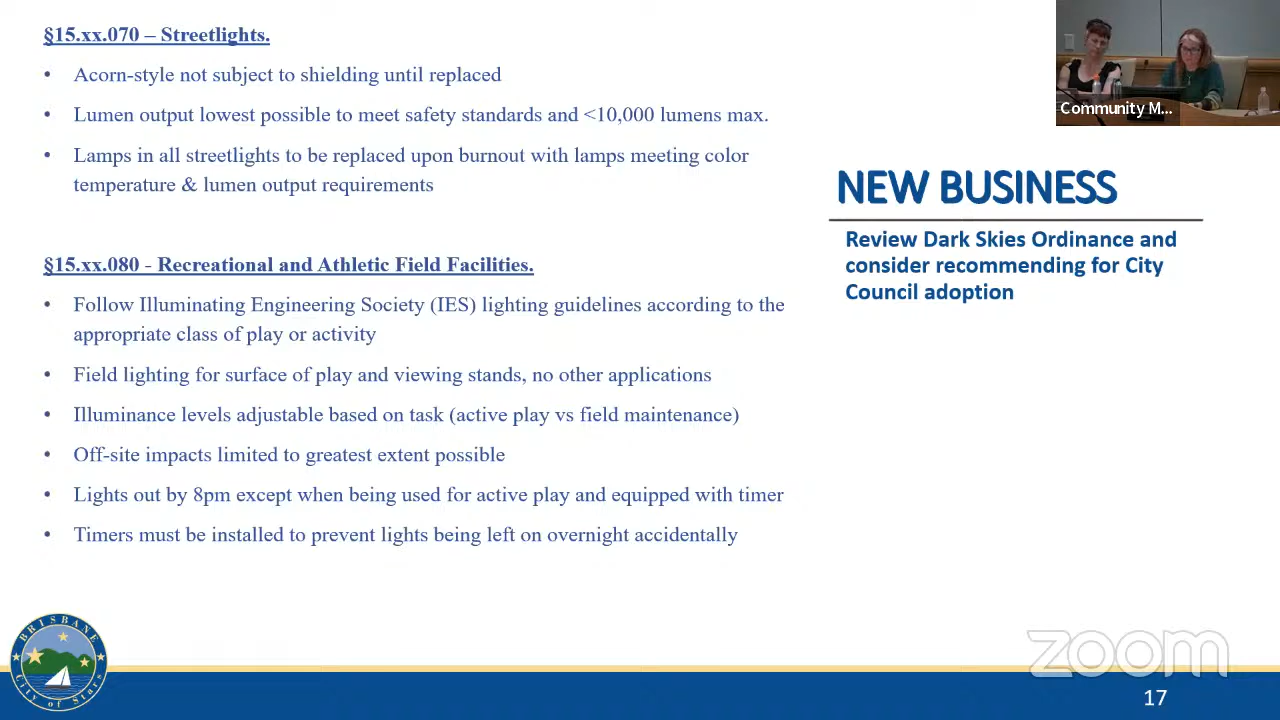 §15.xx.070 – Streetlights.
• Acorn-style not subject to shielding until replaced
• Lumen output lowest possible to meet safety standards and <10,000 lumens max.
• Lamps in all streetlights to be replaced upon burnout with lamps meeting color
temperature & lumen output requirements
§15.xx.080 - Recreational and Athletic Field Facilities.
• Follow Illuminating Engineering Society (IES) lighting guidelines according to the
appropriate class of play or activity
• Field lighting for surface of play and viewing stands, no other applications
• Illuminance levels adjustable based on task (active play vs field maintenance)
• Off-site impacts limited to greatest extent possible
• Lights out by 8pm except when being used for active play and equipped with timer
• Timers must be installed to prevent lights being left on overnight accidentally
Community M...
NEW BUSINESS
Review Dark Skies Ordinance and
consider recommending for City
Council adoption
BRISBANE
City of Stars
zoom
17